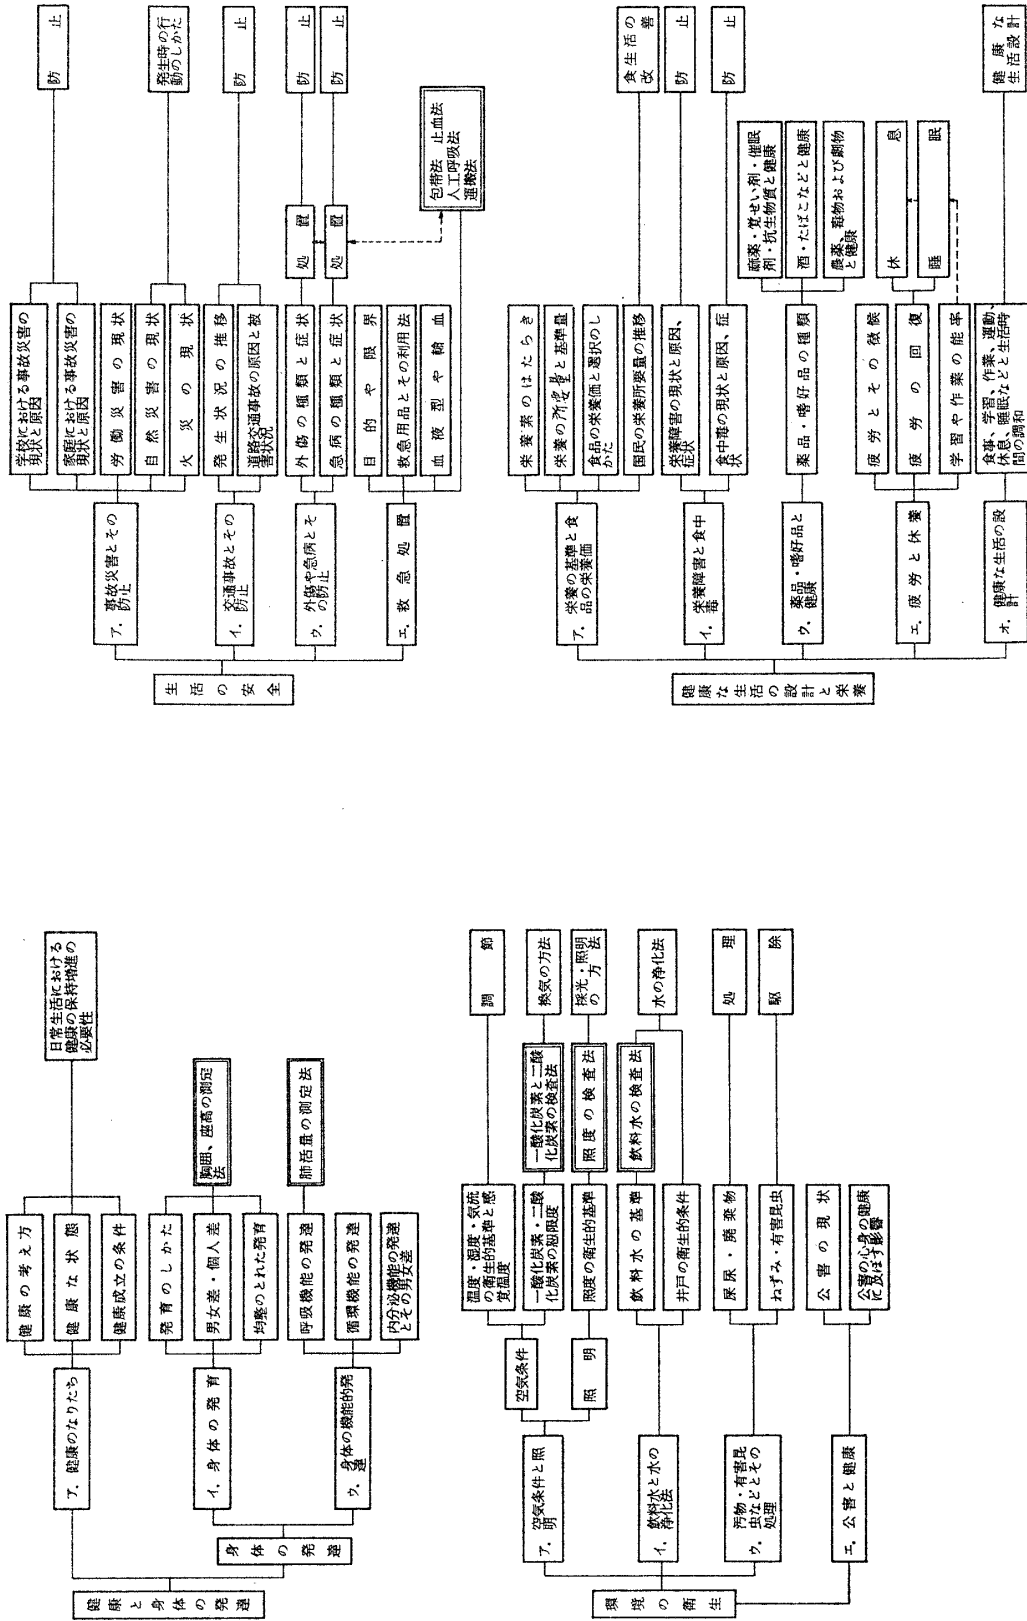 健康と身体の発達
ア．健康のなりたち
健康の考え方
健康な状態
健康成立の条件
日常生活における
健康の保持増進の
必要性
身体の発達
イ．身体の発育
発育のしかた
男女差・個人差
均整のとれた発育
胸囲、座高の測定
法
ウ．身体の機能的発
達
呼吸機能の発達
循環機能の発達
内分泌機能の発達
とその男女差
肺活量の測定法
環境の衛生
ア．空気条件と照
明
空気条件
温度・湿度・気流
の衛生的基準と感
覚温度
調節
一酸化炭素・二酸
化炭素の恕限度
一酸化炭素と二酸
化炭素の検査法
換気の方法
照明
照度の衛生的基準
照度の検査法
採光・照明
の方法
イ．飲料水と水の
浄化法
飲料水の基準
飲料水の検査法
井戸の衛生的条件
水の浄化法
ウ．汚物・有害昆
虫などとその
処理
屎尿・廃棄物
処理
ねずみ・有害昆虫
駆除
エ．公害と健康
公害の現状
公害の心身の健康
に及ぼす影響
生活の安全
ア．事故災害とその
防止
学校における事故災害の
現状と原因
家庭における事故災害の
現状と原因
防止
労働災害の現状
自然災害の現状
火災の現状
発生時の行
動のしかた
イ．交通事故とその
防止
発生状況の推移
道路交通事故の原因と被
害状況
防止
ウ．外傷や急病とそ
の防止
外傷の種類と症状
処置
防止
急病の種類と症状
処置
防止
エ．救急処置
目的や限界
救急用品とその利用法
血液型や輸血
包帯法 止血法
人工呼吸法
運搬法
健康な生活の設計と栄養
ア．栄養の基準と食
品の栄養価
栄養素のはたらき
栄養の所要量と基準量
食品の栄養価と選択のし
かた
国民の栄養所要量の推移
食生活の
改善
イ．栄養障害と食中
毒
栄養障害の現状と原因、
症状
防止
食中毒の現状と原因、症
状
防止
ウ．薬品・嗜好品と
健康
薬品・嗜好品の種類
麻薬・覚せい剤・催眠
剤・抗生物質と健康
酒・たばこなどと健康
農薬、毒物および劇物
と健康
エ．疲労と休養
疲労とその徴候
疲労の回復
学習や作業の能率
休息
睡眠
オ．健康な生活の設
計
食事、学習、作業、運動、
休息、睡眠などと生活時
間の調和
健康な
生活設計